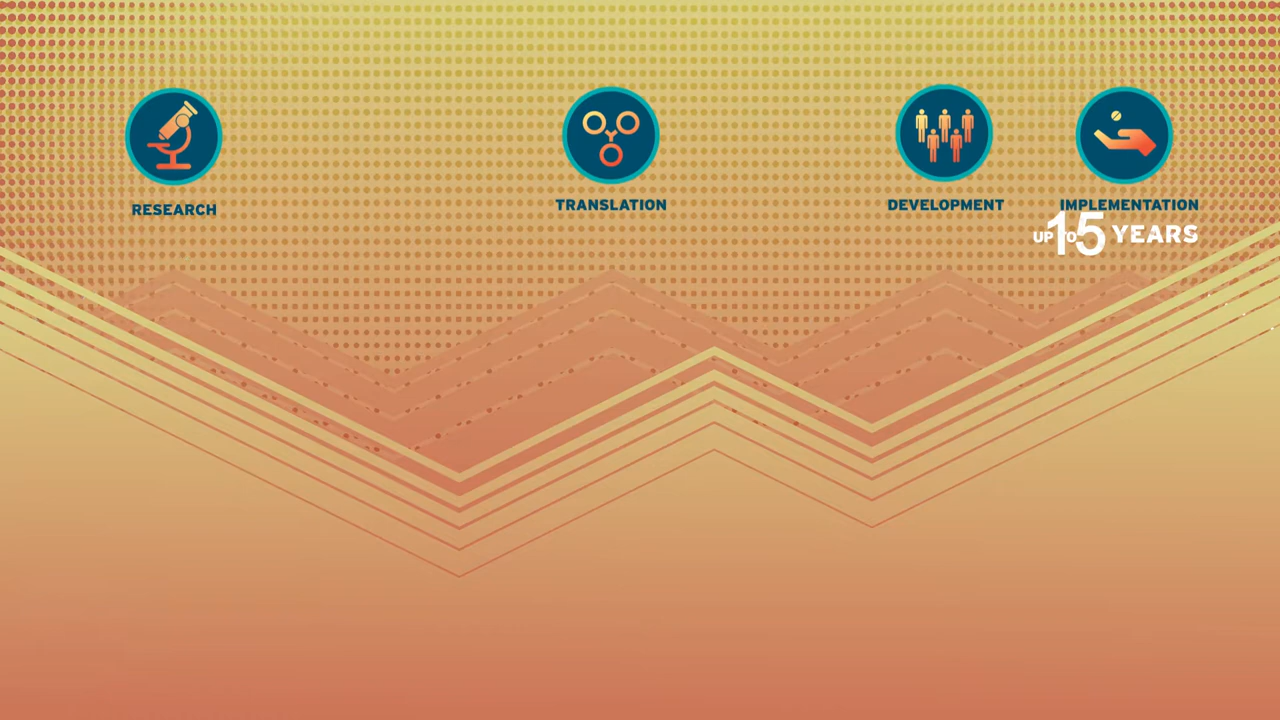 RESEARCH
TRANSLATION
DEVELOPMENT
IMPLEMENTATION
UP TO 15 YEARS